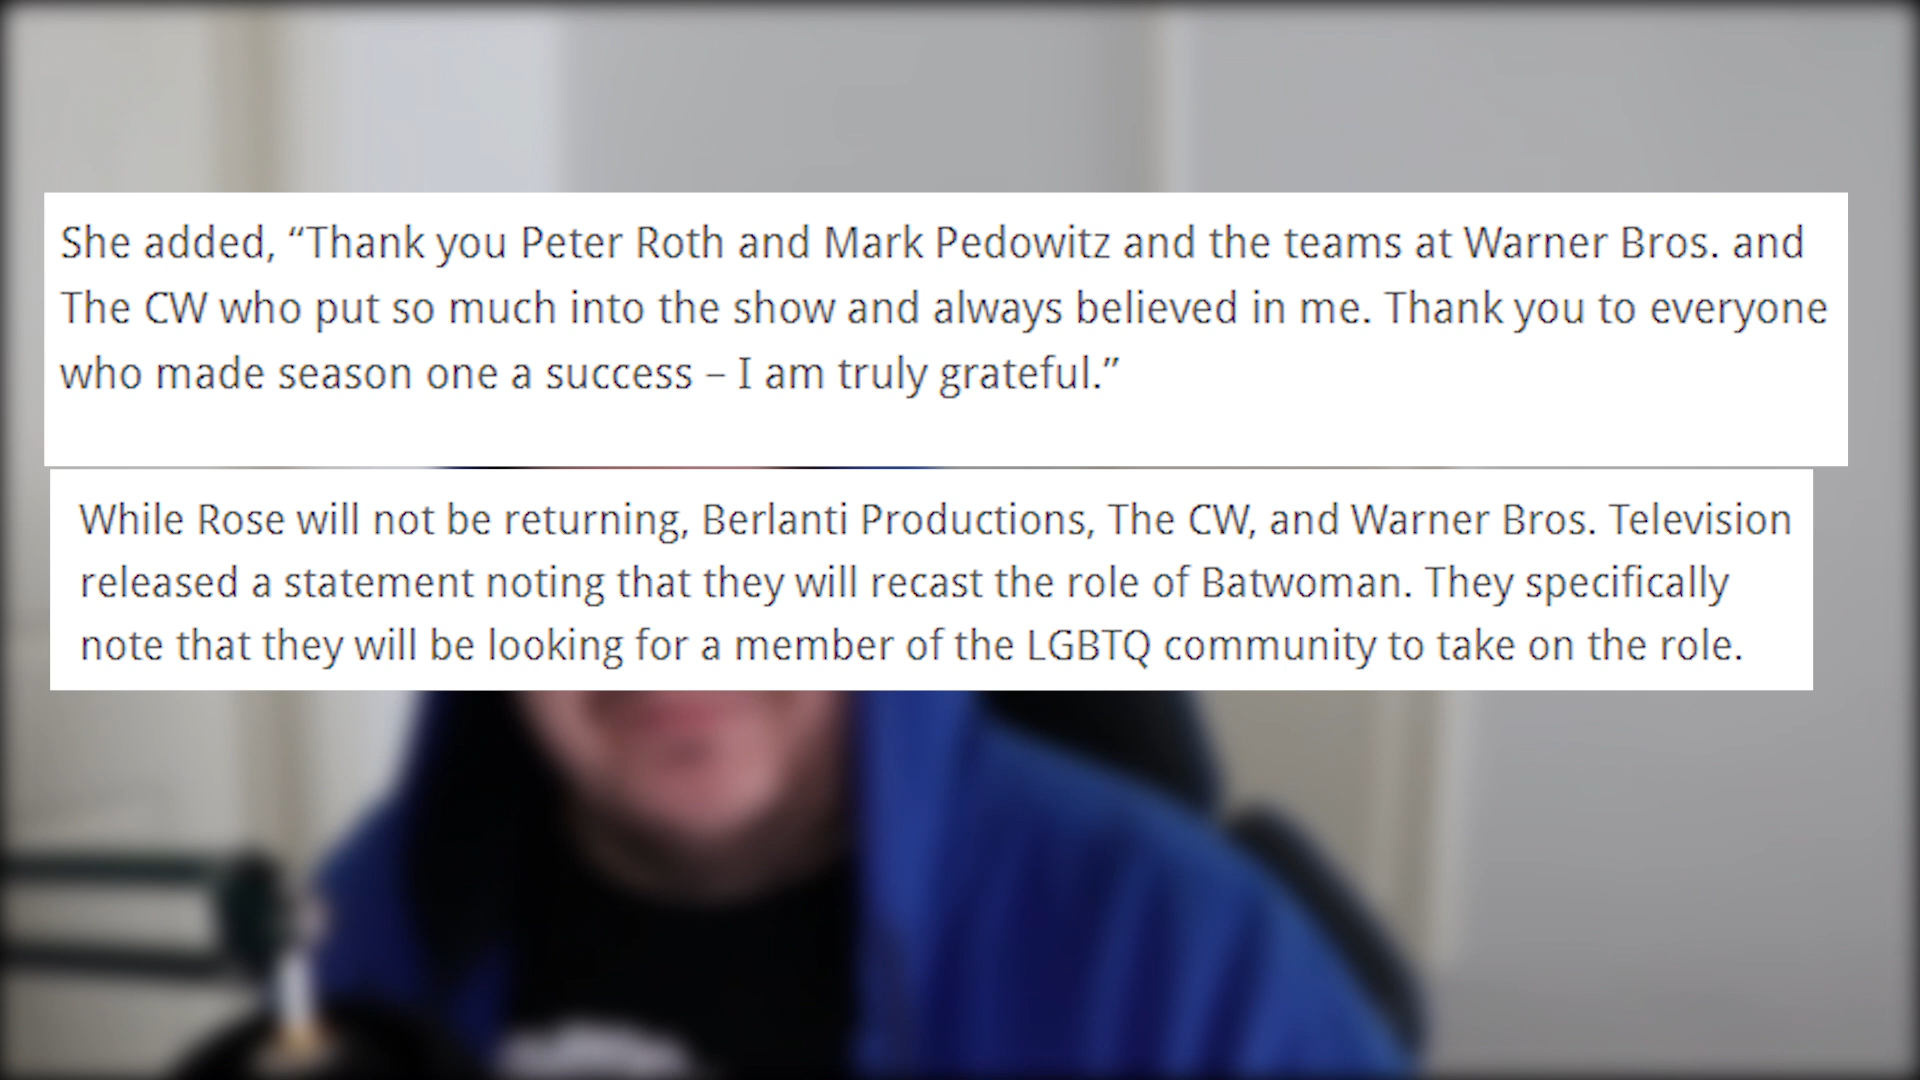 She added, “Thank you Peter Roth and Mark Pedowitz and the teams at Warner Bros. and
The CW who put so much into the show and always believed in me. Thank you to everyone
who made season one a success – I am truly grateful.”
While Rose will not be returning, Berlanti Productions, The CW, and Warner Bros. Television
released a statement noting that they will recast the role of Batwoman. They specifically
note that they will be looking for a member of the LGBTQ community to take on the role.